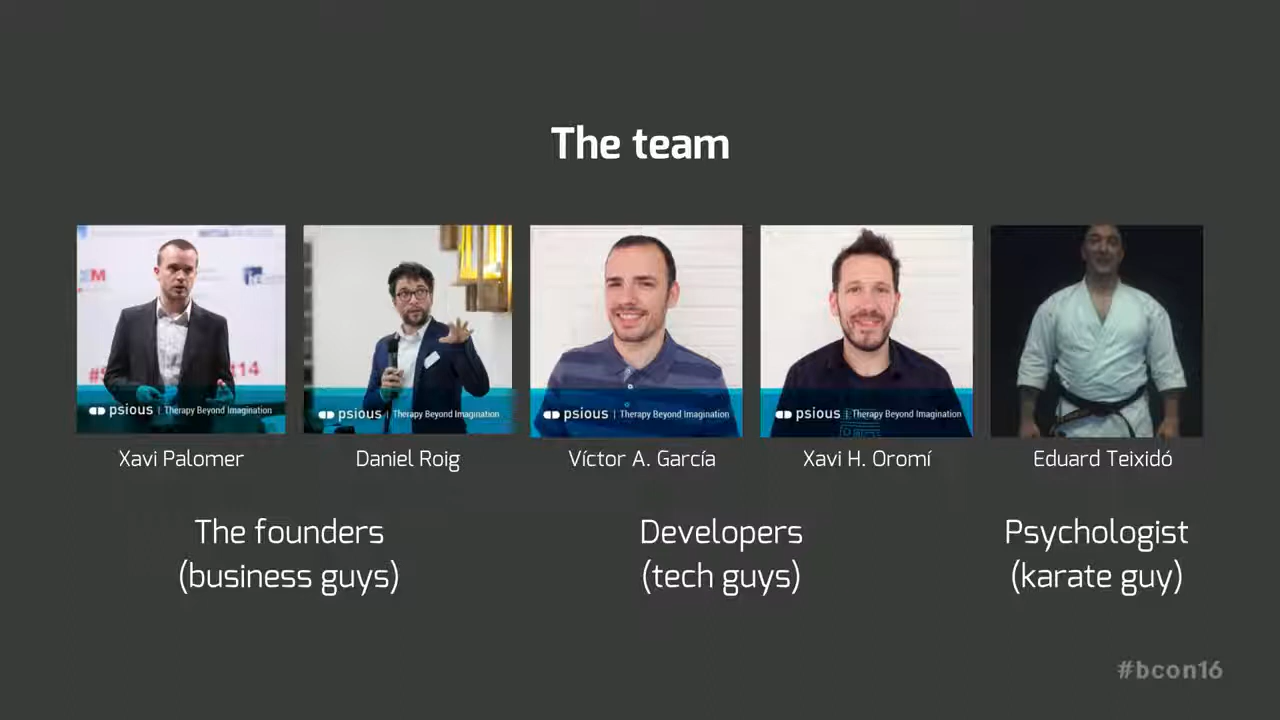 The team
M
psious | Therapy Beyond Imagination
psious | Therapy Beyond Imagination
psious | Therapy Beyond Imagination
psious | Therapy Beyond Imagination
Xavi Palomer
Daniel Roig
Víctor A. García
Xavi H. Oromí
Eduard Teixidó
The founders
(business guys)
Developers
(tech guys)
Psychologist
(karate guy)
#bcon16